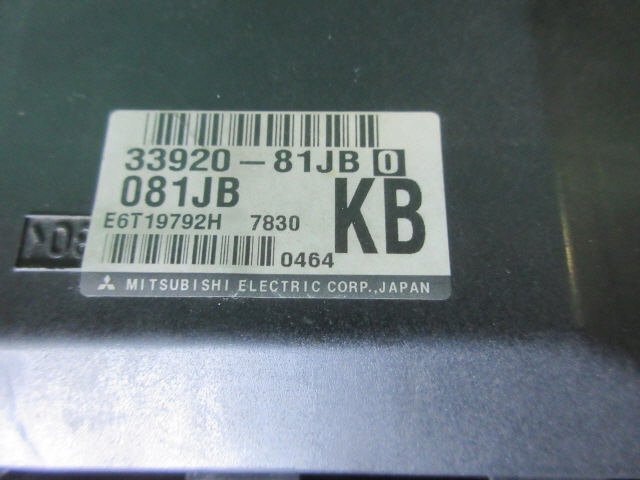 33920-81JB 0
081JB
KB
E6T19792H 7830
0464
MITSUBISHI ELECTRIC CORP.,JAPAN